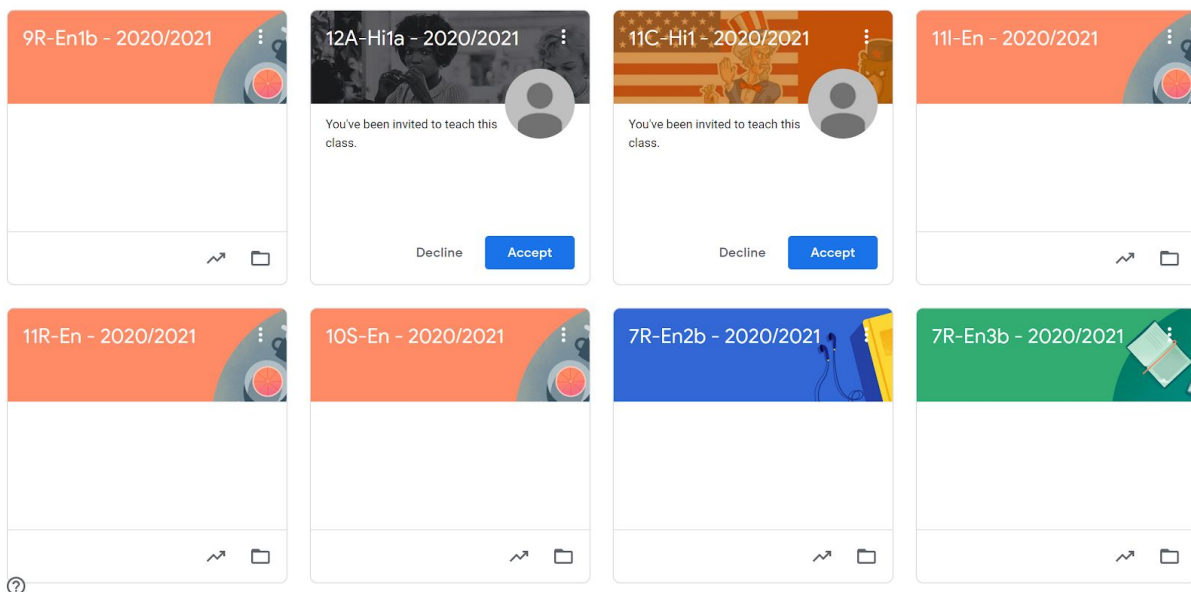 9R-En1b - 2020/2021
12A-Hi1a - 2020/2021
11C-Hi1 - 2020/2021
11I-En - 2020/2021
You've been invited to teach this
class.
You've been invited to teach this
class.
Decline
Accept
Decline
Accept
11R-En - 2020/2021
10S-En - 2020/2021
7R-En2b - 2020/2021
7R-En3b - 2020/2021